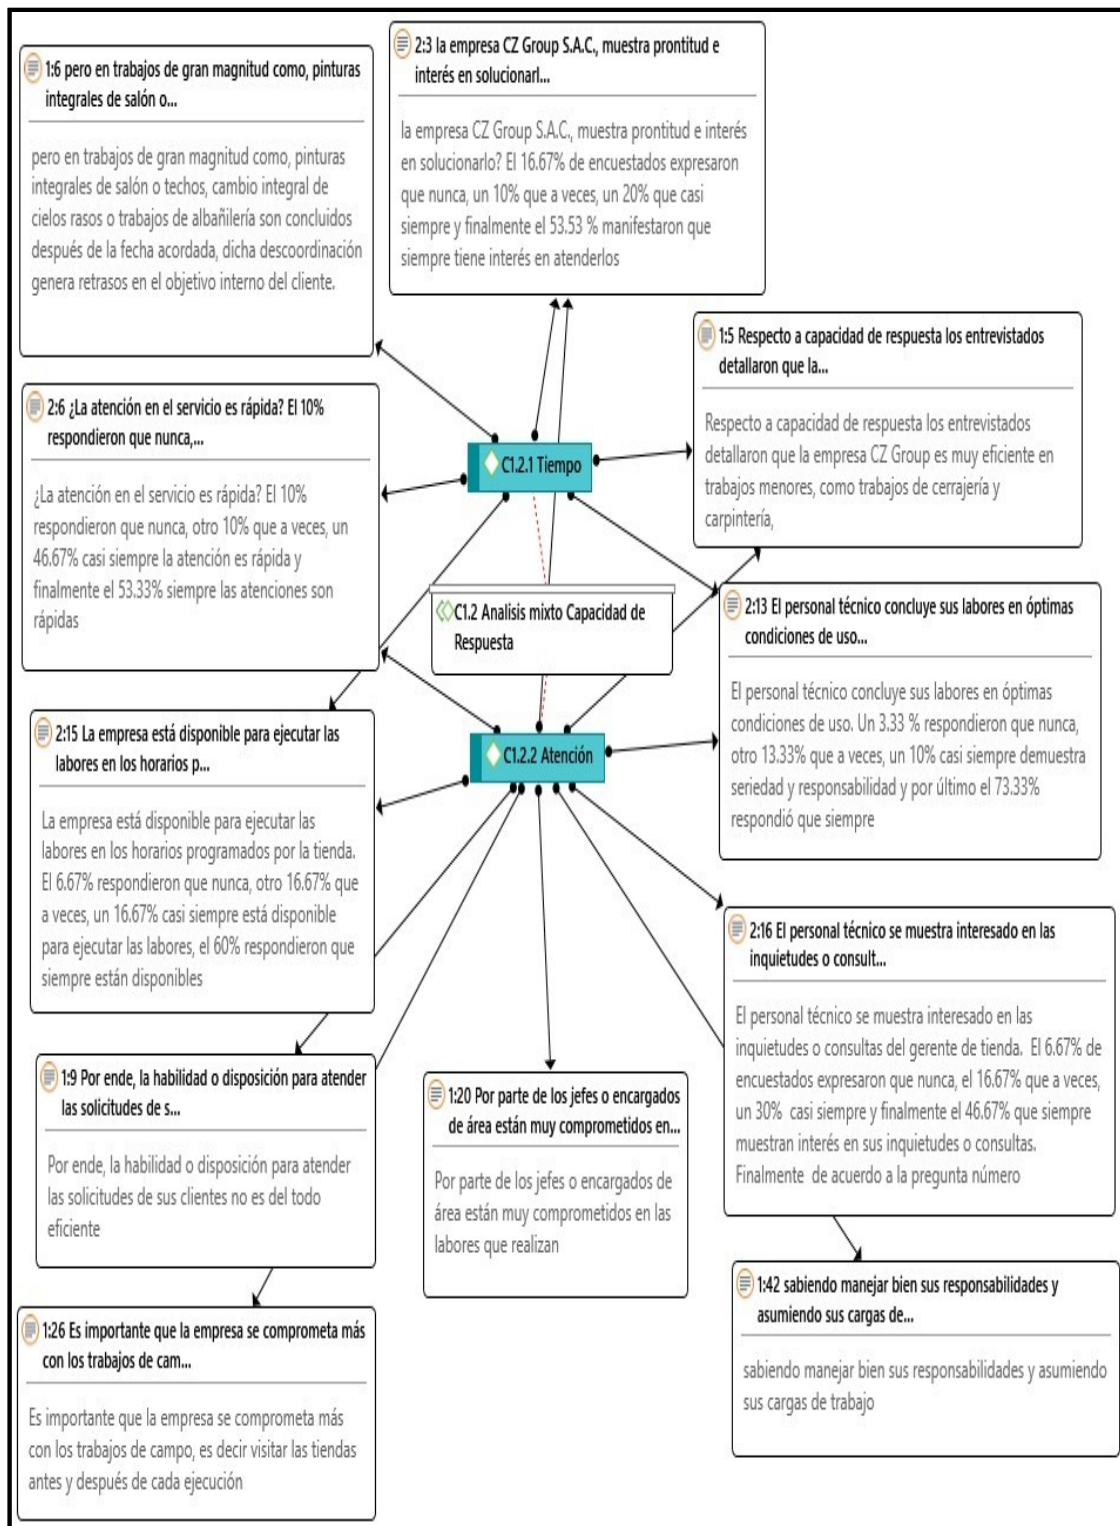 1:6 pero en trabajos de gran magnitud como, pinturas
integrales de salón o...
pero en trabajos de gran magnitud como, pinturas
integrales de salón o techos, cambio integral de
cielos rasos o trabajos de albañilería son concluidos
después de la fecha acordada, dicha descoordinación
genera retrasos en el objetivo interno del cliente.
2:3 la empresa CZ Group S.A.C., muestra prontitud e
interés en solucionarl...
la empresa CZ Group S.A.C., muestra prontitud e interés
en solucionarlo? El 16.67% de encuestados expresaron
que nunca, un 10% que a veces, un 20% que casi
siempre y finalmente el 53.53 % manifestaron que
siempre tiene interés en atenderlos
1:5 Respecto a capacidad de respuesta los entrevistados
detallaron que la...
Respecto a capacidad de respuesta los entrevistados
detallaron que la empresa CZ Group es muy eficiente en
trabajos menores, como trabajos de cerrajería y
carpintería,
2:6 ¿La atención en el servicio es rápida? El 10%
respondieron que nunca,...
¿La atención en el servicio es rápida? El 10%
respondieron que nunca, otro 10% que a veces, un
46.67% casi siempre la atención es rápida y
finalmente el 53.33% siempre las atenciones son
rápidas
C1.2.1 Tiempo
C1.2 Analisis mixto Capacidad de
Respuesta
2:13 El personal técnico concluye sus labores en óptimas
condiciones de uso...
El personal técnico concluye sus labores en óptimas
condiciones de uso. Un 3.33 % respondieron que nunca,
otro 13.33% que a veces, un 10% casi siempre demuestra
seriedad y responsabilidad y por último el 73.33%
respondió que siempre
2:15 La empresa está disponible para ejecutar las
labores en los horarios p...
La empresa está disponible para ejecutar las
labores en los horarios programados por la tienda.
El 6.67% respondieron que nunca, otro 16.67% que
a veces, un 16.67% casi siempre está disponible
para ejecutar las labores, el 60% respondieron que
siempre están disponibles
C1.2.2 Atención
2:16 El personal técnico se muestra interesado en las
inquietudes o consult...
El personal técnico se muestra interesado en las
inquietudes o consultas del gerente de tienda. El 6.67% de
encuestados expresaron que nunca, el 16.67% que a veces,
un 30% casi siempre y finalmente el 46.67% que siempre
muestran interés en sus inquietudes o consultas.
Finalmente de acuerdo a la pregunta número
1:9 Por ende, la habilidad o disposición para atender
las solicitudes de s...
Por ende, la habilidad o disposición para atender
las solicitudes de sus clientes no es del todo
eficiente
1:20 Por parte de los jefes o encargados
de área están muy comprometidos en...
Por parte de los jefes o encargados de
área están muy comprometidos en las
labores que realizan
1:42 sabiendo manejar bien sus responsabilidades y
asumiendo sus cargas de...
sabiendo manejar bien sus responsabilidades y asumiendo
sus cargas de trabajo
1:26 Es importante que la empresa se comprometa más
con los trabajos de cam...
Es importante que la empresa se comprometa más
con los trabajos de campo, es decir visitar las tiendas
antes y después de cada ejecución